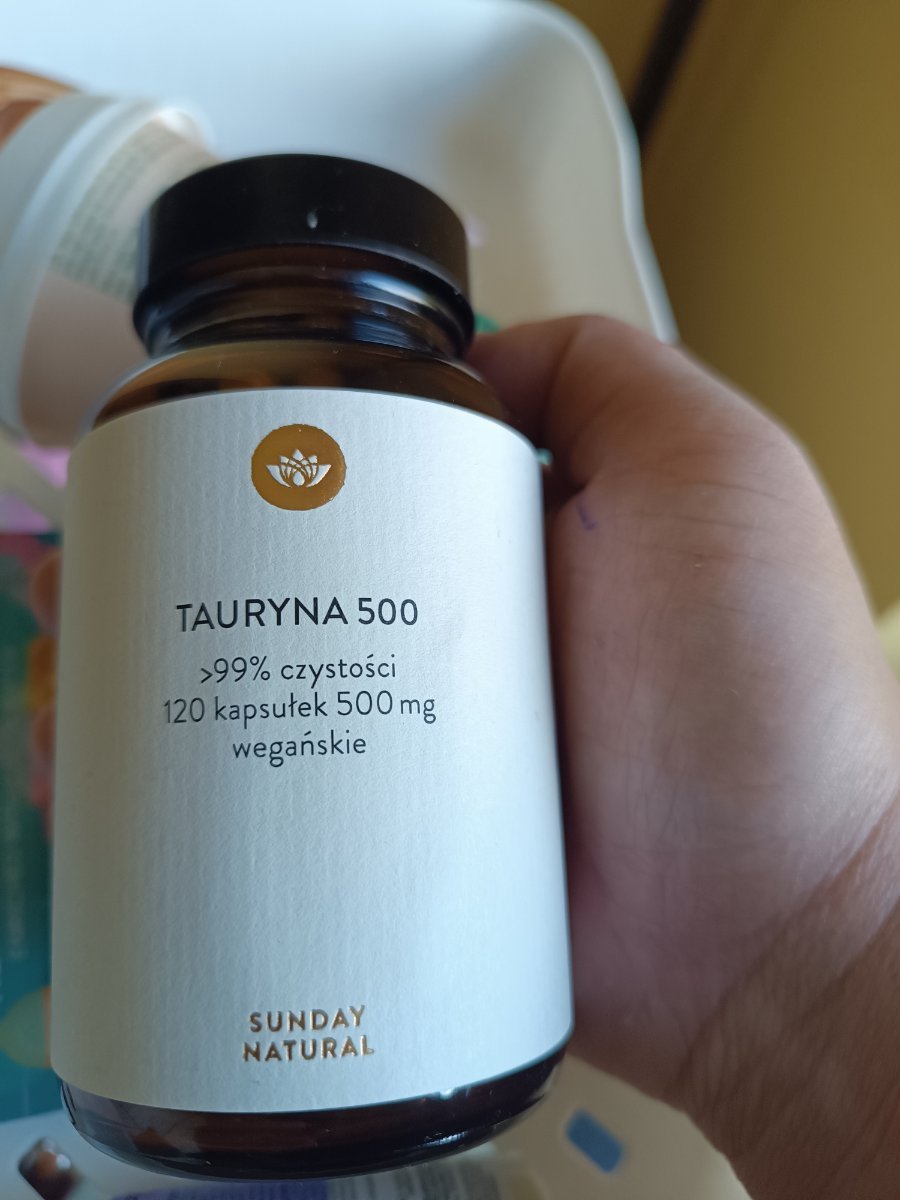 TAURYNA 500
>99% czystości
120 kapsułek 500 mg
wegańskie
SUNDAY
NATURAL